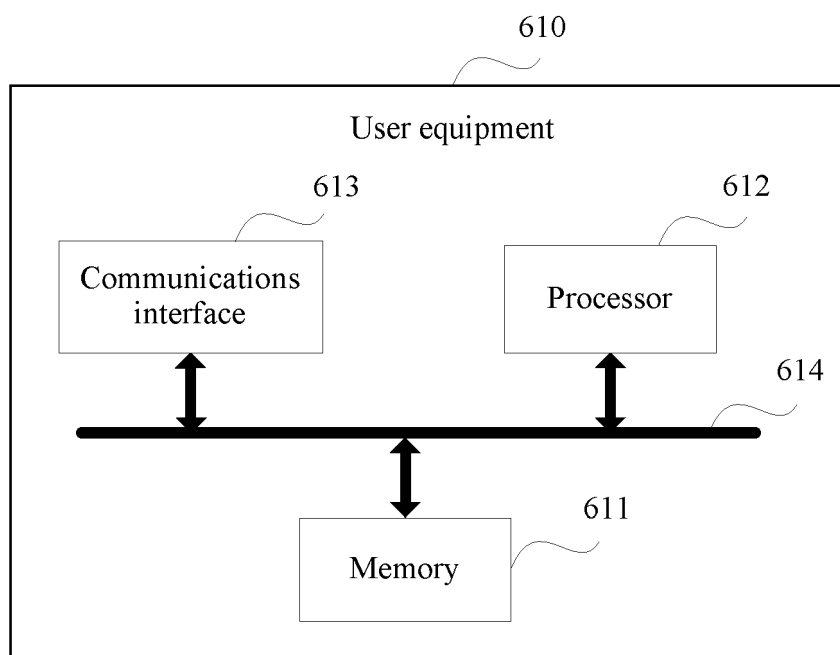 610
User equipment
613
612
Communications
interface
Processor
614
611
Memory